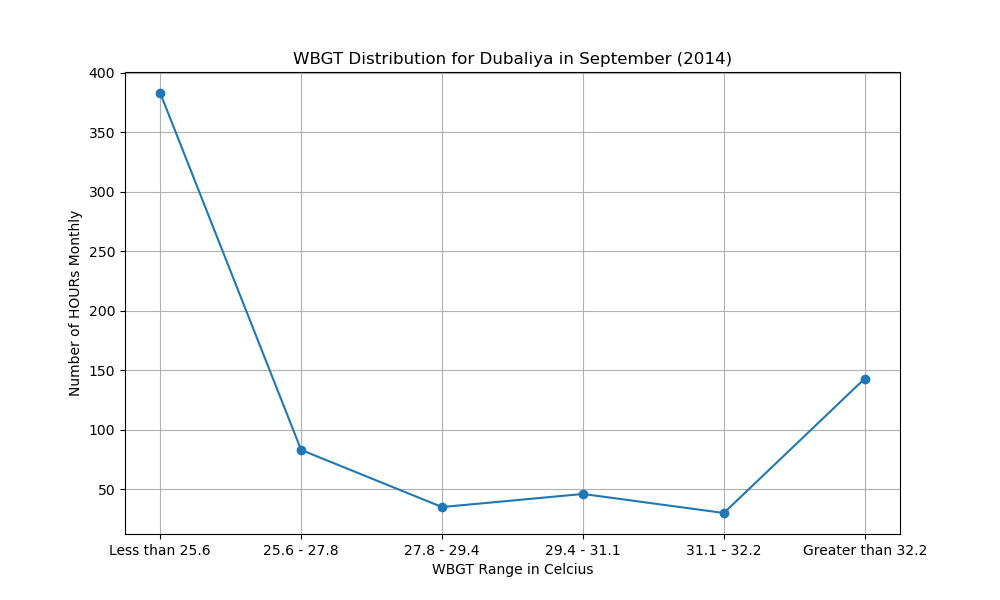 WBGT Distribution for Dubaliya in September (2014)
Number of HOURs Monthly
400
350
300
250
200
150
100
50
Less than 25.6
25.6 - 27.8
27.8 - 29.4
29.4 - 31.1
31.1 - 32.2
Greater than 32.2
WBGT Range in Celcius